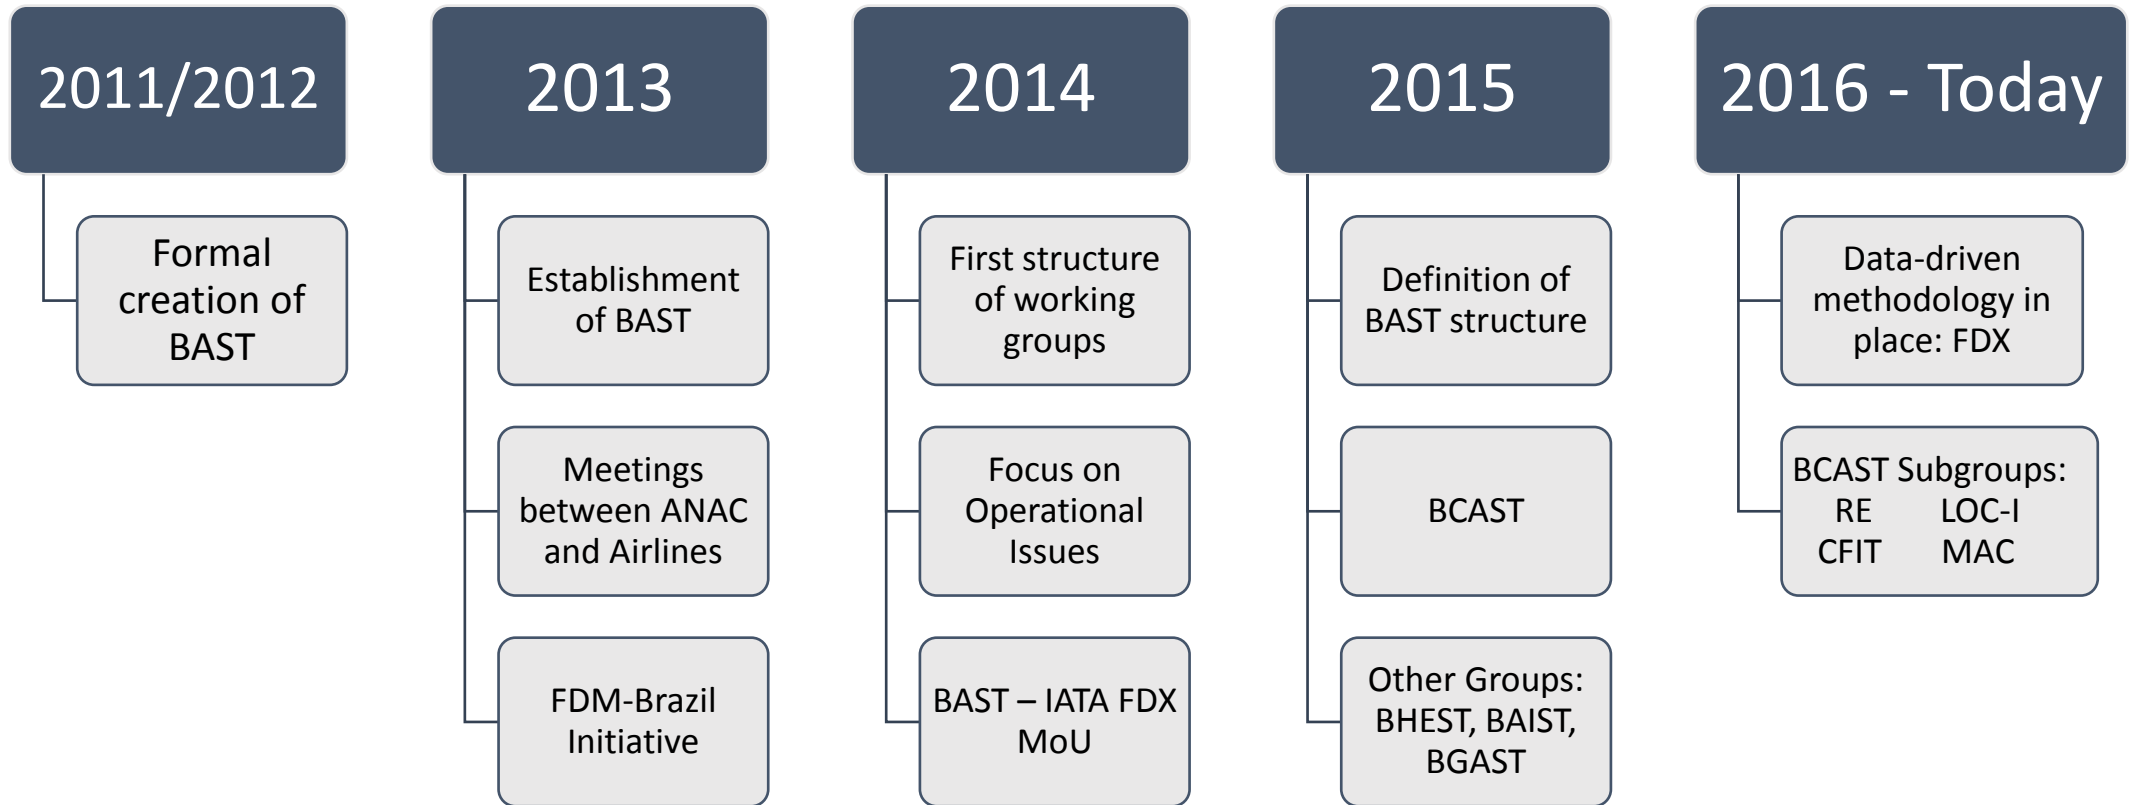 2011/2012
Formal
creation of
BAST
2013
Establishment
of BAST
Meetings
between ANAC
and Airlines
FDM-Brazil
Initiative
2014
First structure
of working
groups
Focus on
Operational
Issues
BAST – IATA FDX
MoU
2015
Definition of
BAST structure
BCAST
Other Groups:
BHEST, BAIST,
BGAST
2016 - Today
Data-driven
methodology in
place: FDX
BCAST Subgroups:
RE LOC-I
CFIT MAC